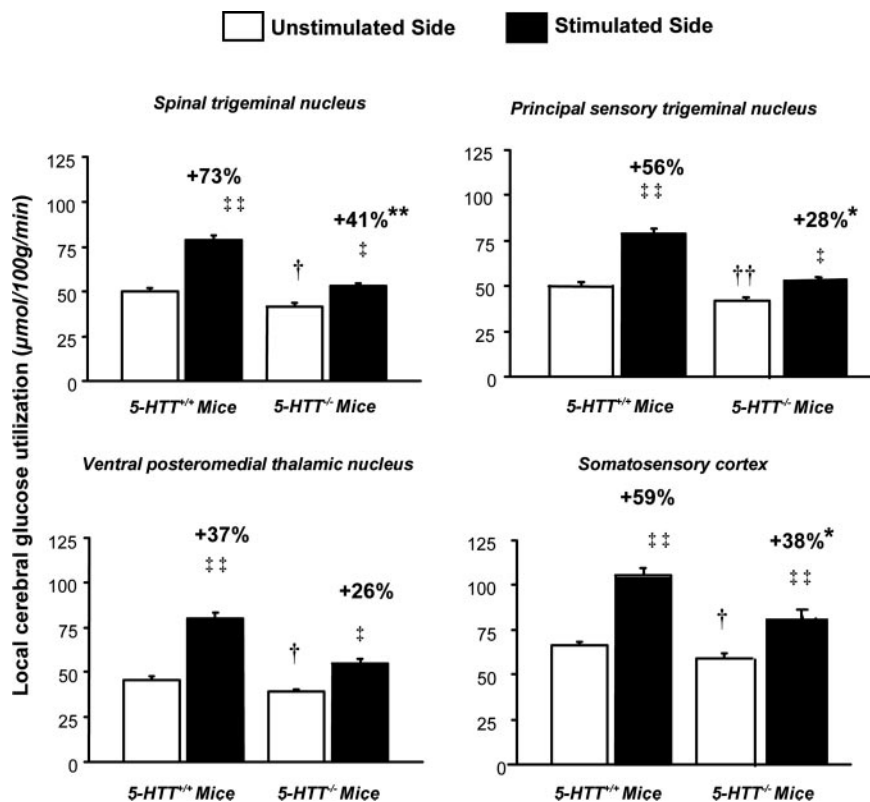 Unstimulated Side
Stimulated Side
Local cerebral glucose utilization (μmol/100g/min)
Spinal trigeminal nucleus
125
100
75
50
25
0
+73%
‡‡
†
+41%**
‡
5-HTT+/+ Mice
5-HTT-/- Mice
Principal sensory trigeminal nucleus
125
100
75
50
25
0
+56%
‡‡
††
+28%*
‡
5-HTT+/+ Mice
5-HTT-/- Mice
Ventral posteromedial thalamic nucleus
125
100
75
50
25
0
+37%
‡‡
†
+26%
‡
5-HTT+/+ Mice
5-HTT-/- Mice
Somatosensory cortex
125
100
75
50
25
0
+59%
‡‡
†
+38%*
‡‡
5-HTT+/+ Mice
5-HTT-/- Mice